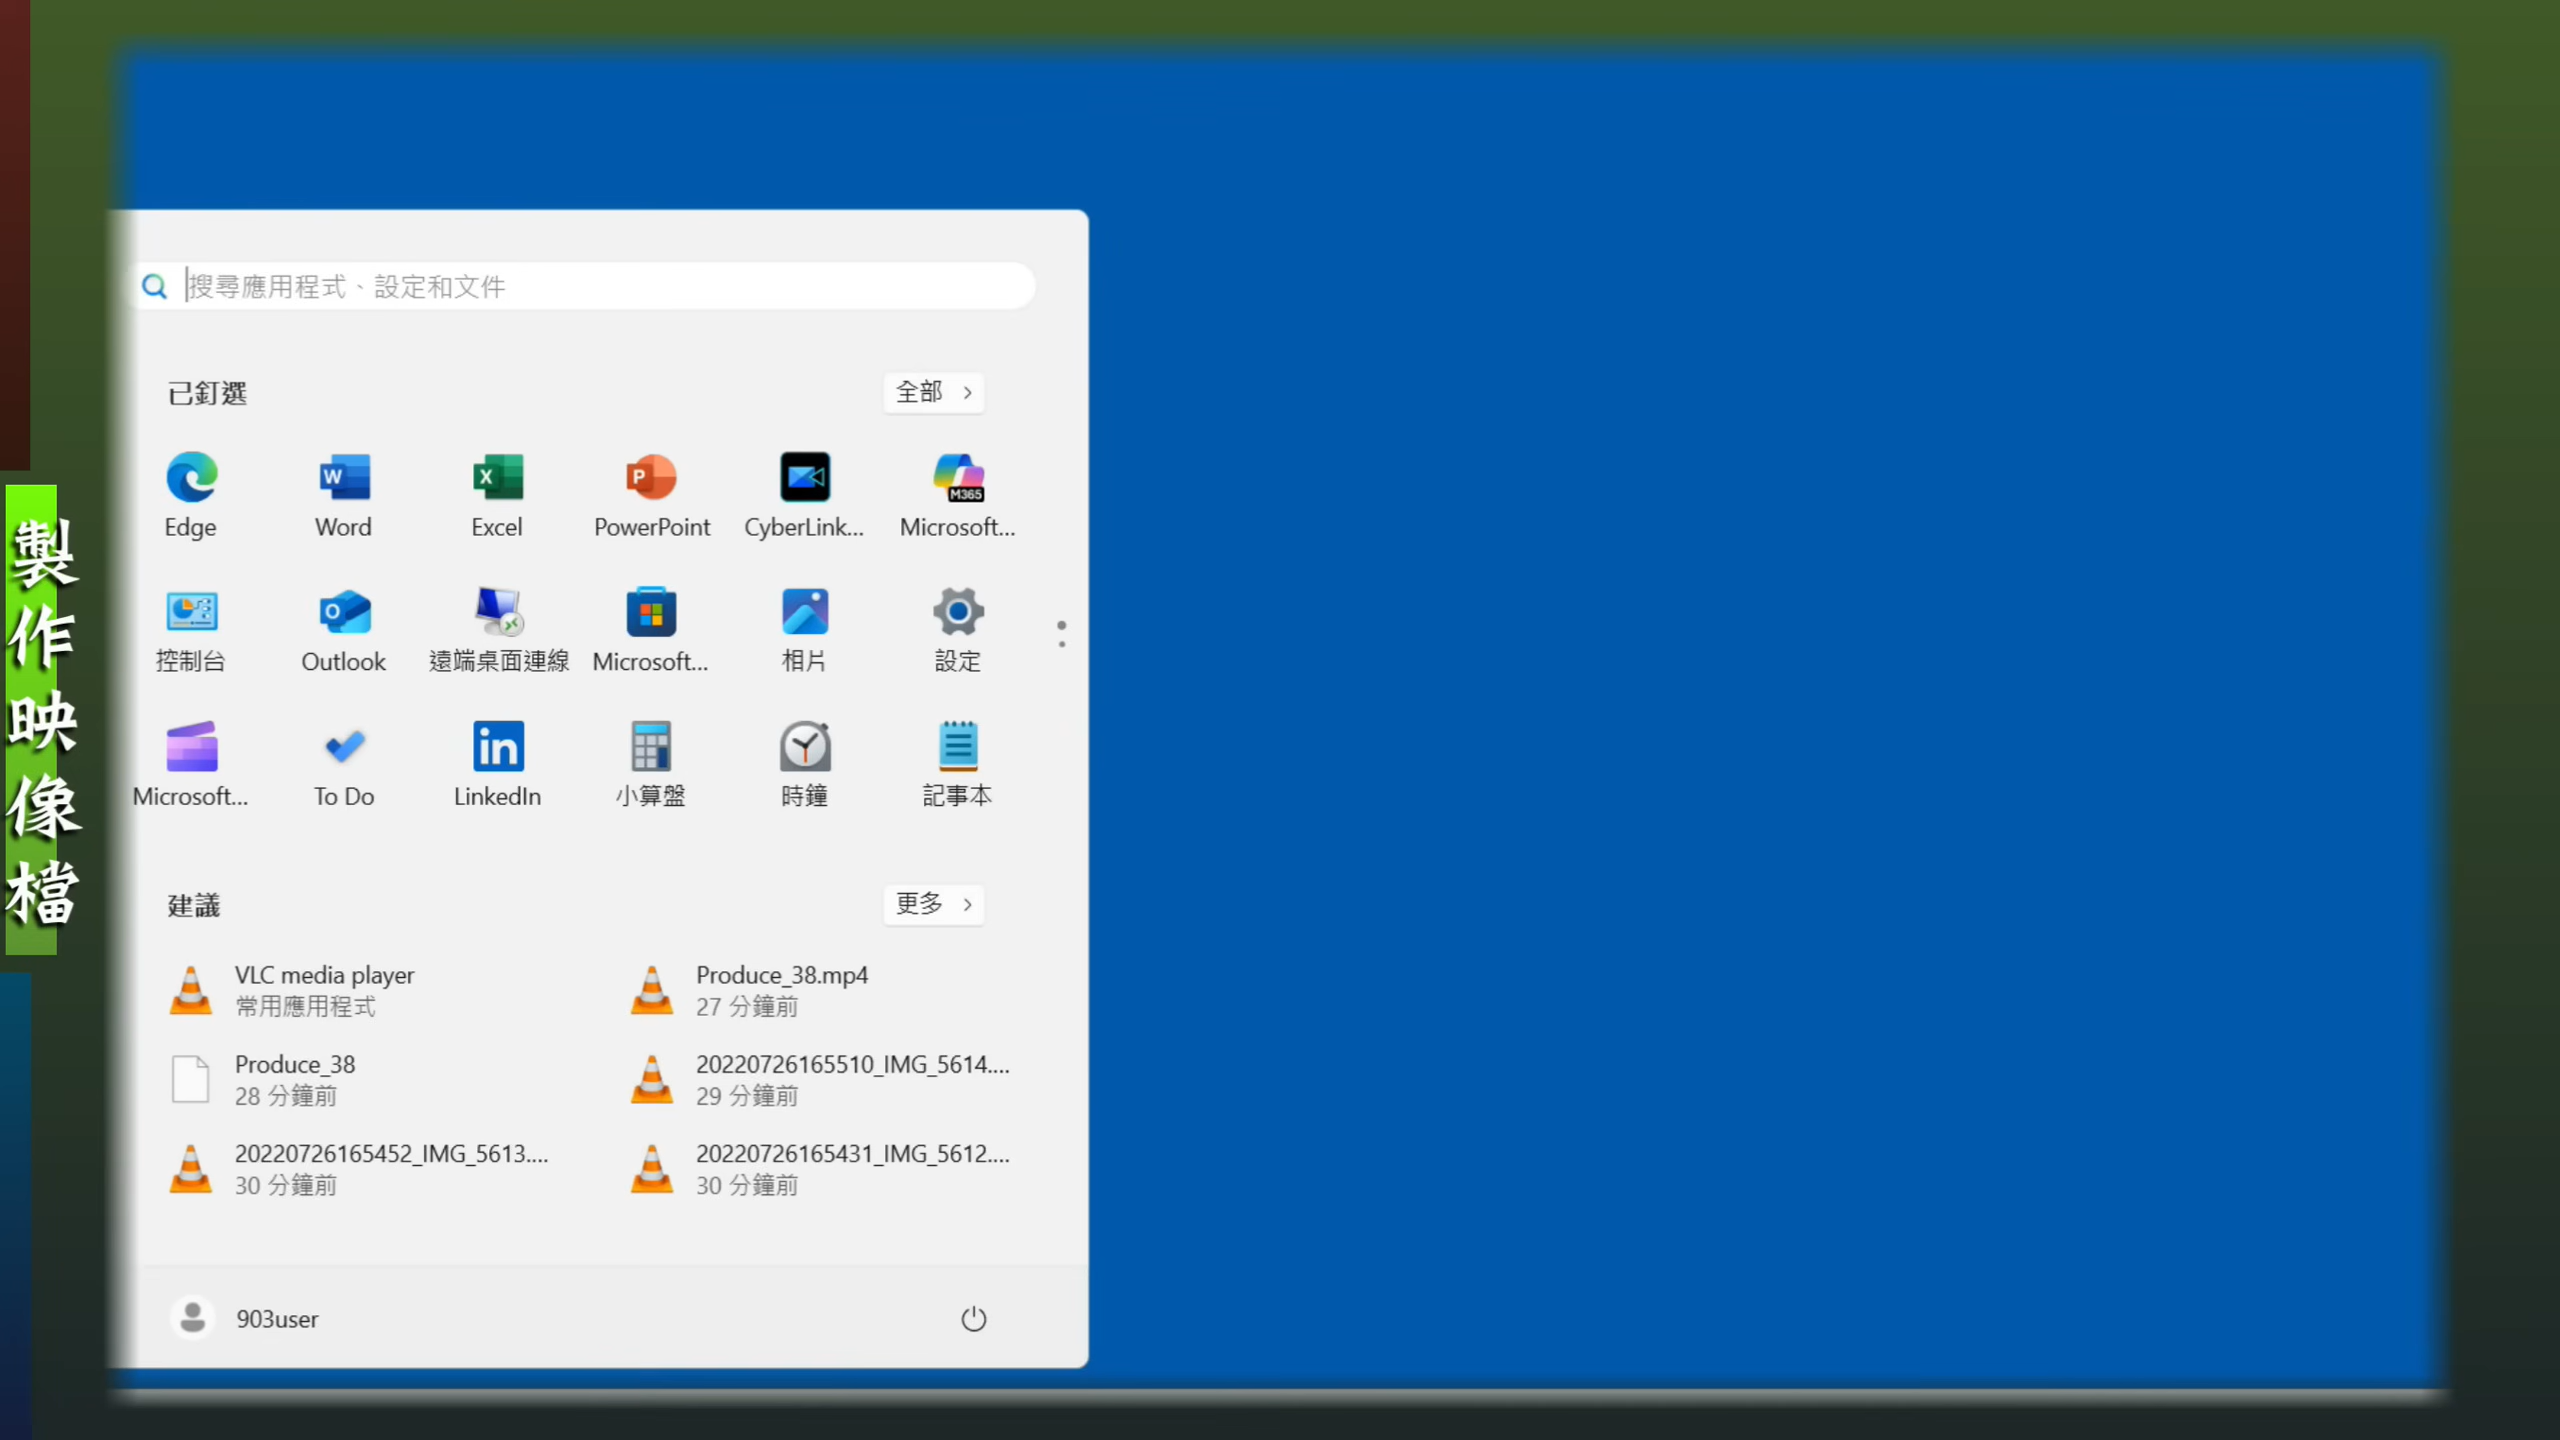 製作映像檔
搜尋應用程式、設定和文件
已釘選
全部
Edge
Word
Excel
PowerPoint
CyberLink...
Microsoft...
M365
控制台
Outlook
遠端桌面連線
Microsoft...
相片
設定
Microsoft...
To Do
LinkedIn
小算盤
時鐘
記事本
建議
更多
VLC media player
常用應用程式
Produce_38.mp4
27 分鐘前
Produce_38
28 分鐘前
20220726165510_IMG_5614....
29 分鐘前
20220726165452_IMG_5613....
30 分鐘前
20220726165431_IMG_5612....
30 分鐘前
903user